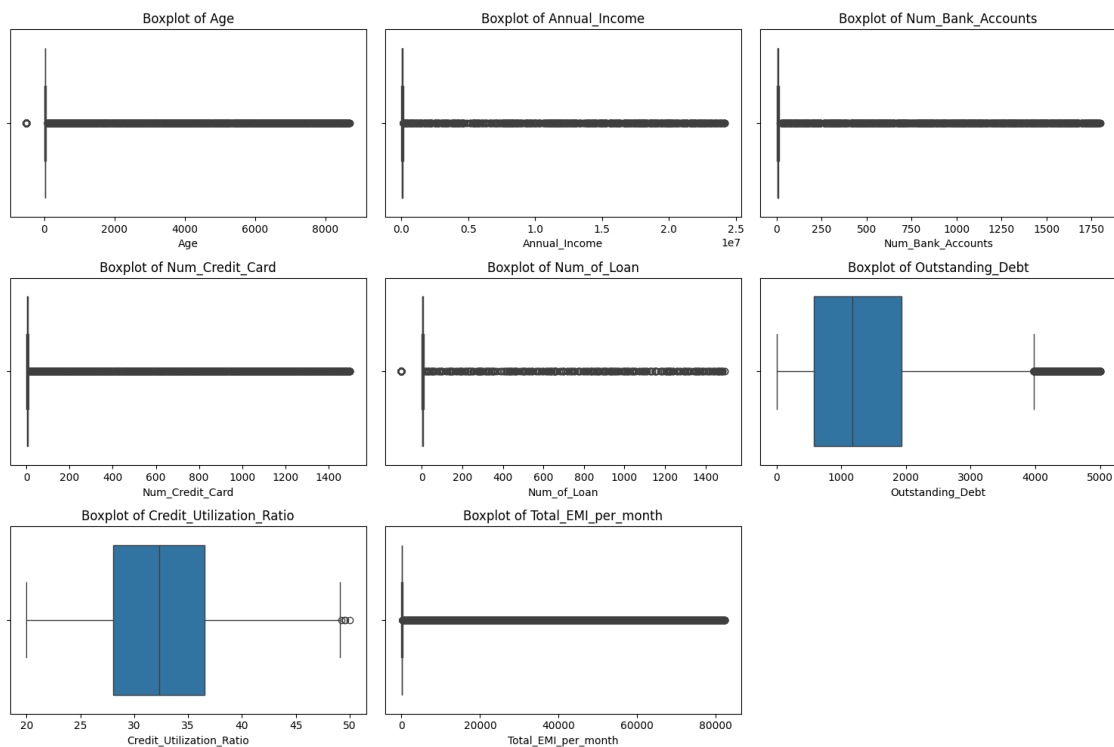 Boxplot of Age
0 2000 4000 6000 8000
Age
Boxplot of Annual_Income
0.0 0.5 1.0 1.5 2.0 2.5
1e7
Annual_Income
Boxplot of Num_Bank_Accounts
0 250 500 750 1000 1250 1500 1750
Num_Bank_Accounts
Boxplot of Num_Credit_Card
0 200 400 600 800 1000 1200 1400
Num_Credit_Card
Boxplot of Num_of_Loan
0 200 400 600 800 1000 1200 1400
Num_of_Loan
Boxplot of Outstanding_Debt
0 1000 2000 3000 4000 5000
Outstanding_Debt
Boxplot of Credit_Utilization_Ratio
20 25 30 35 40 45 50
Credit_Utilization_Ratio
Boxplot of Total_EMI_per_month
0 20000 40000 60000 80000
Total_EMI_per_month